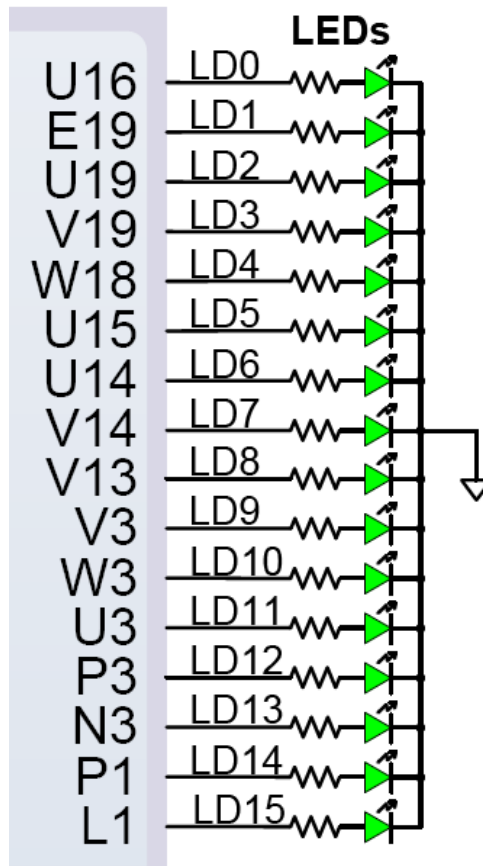 LEDs
U16 LD0
E19 LD1
U19 LD2
V19 LD3
W18 LD4
U15 LD5
U14 LD6
V14 LD7
V13 LD8
V3 LD9
W3 LD10
U3 LD11
P3 LD12
N3 LD13
P1 LD14
L1 LD15